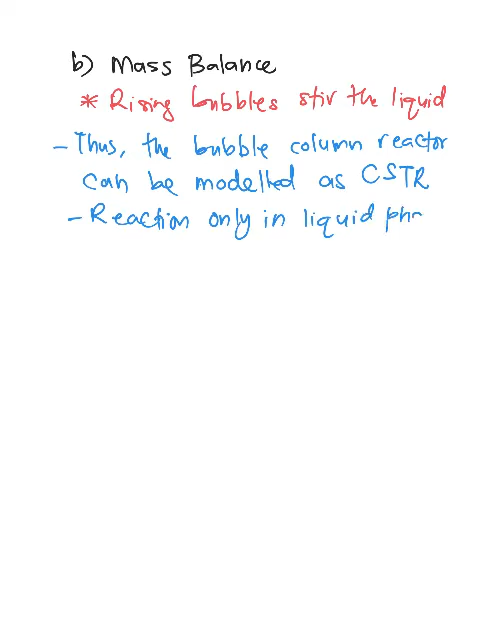 b) Mass Balance
* Rising bubbles stir the liquid
- Thus, the bubble column reactor
can be modelled as CSTR
- Reaction only in liquid pha